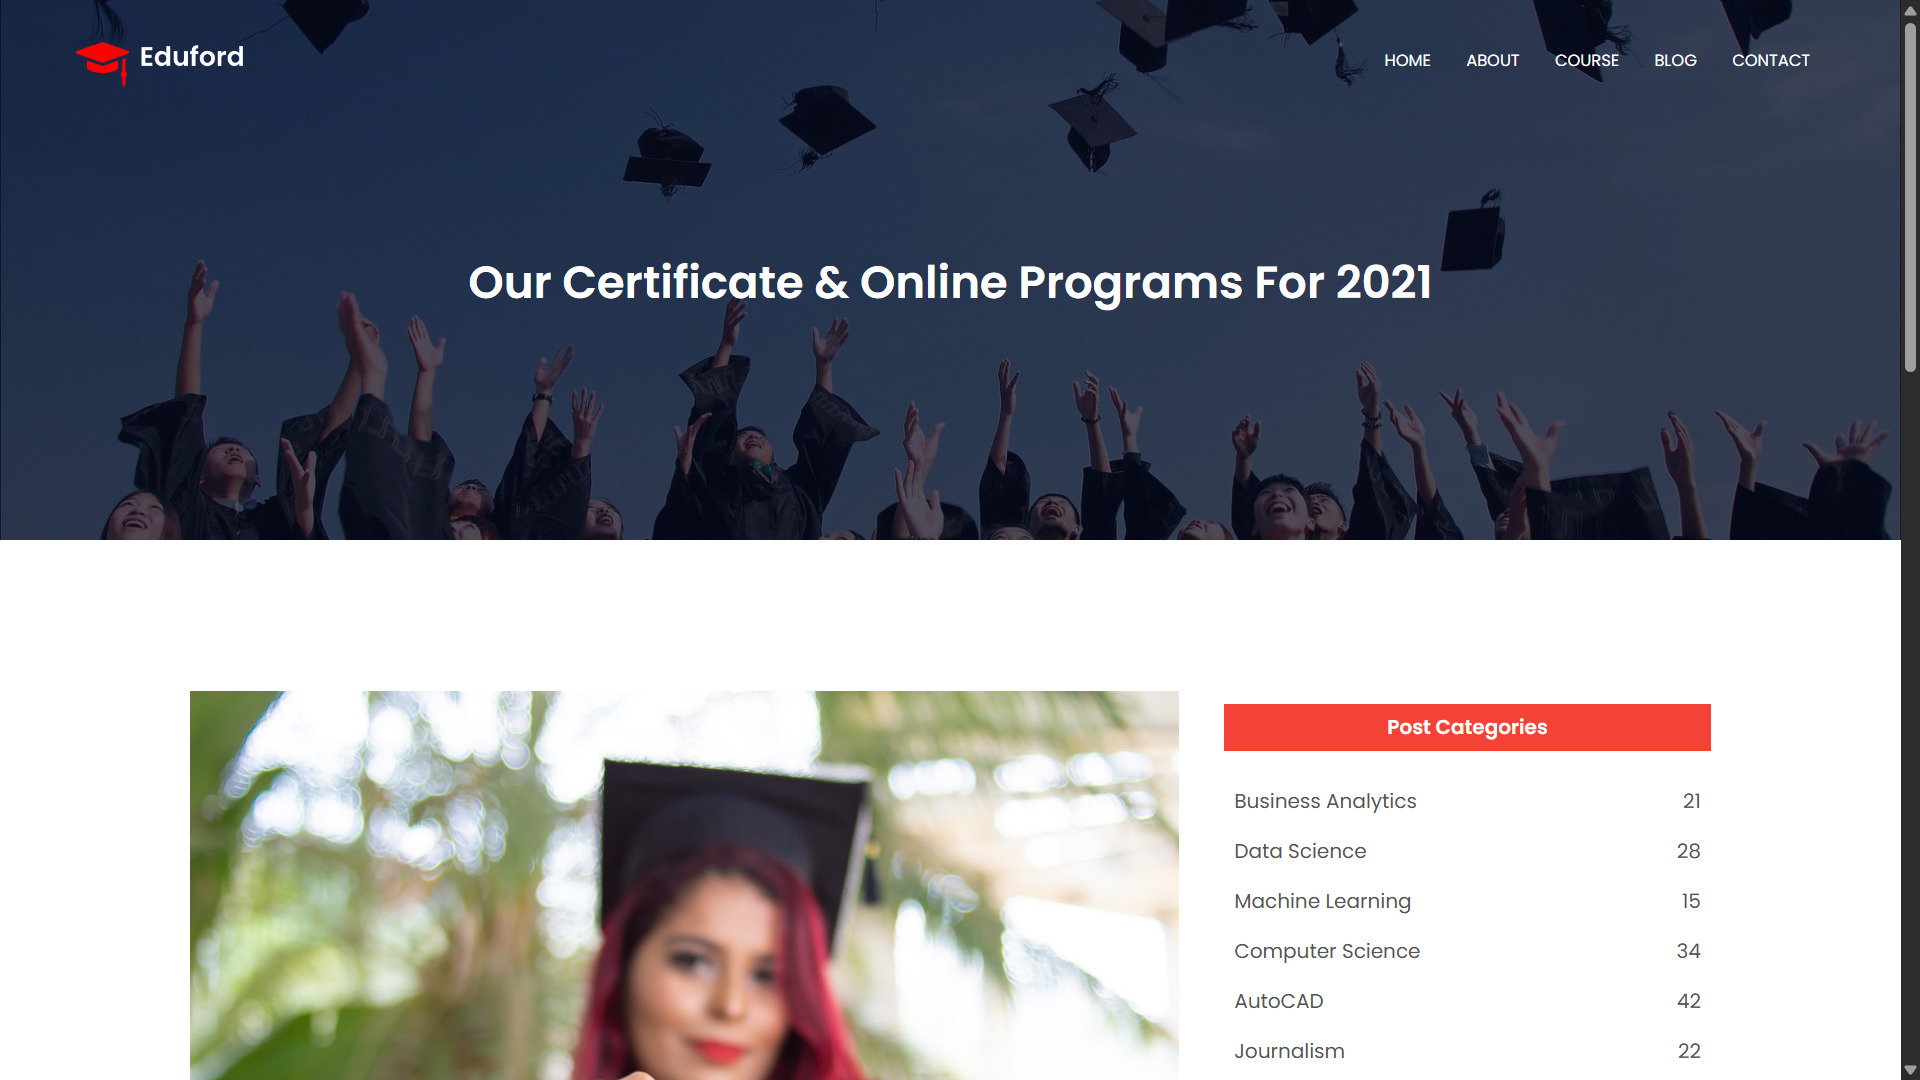 Eduford
HOME ABOUT COURSE BLOG CONTACT
Our Certificate & Online Programs For 2021
Post Categories
Business Analytics 21
Data Science 28
Machine Learning 15
Computer Science 34
AutoCAD 42
Journalism 22